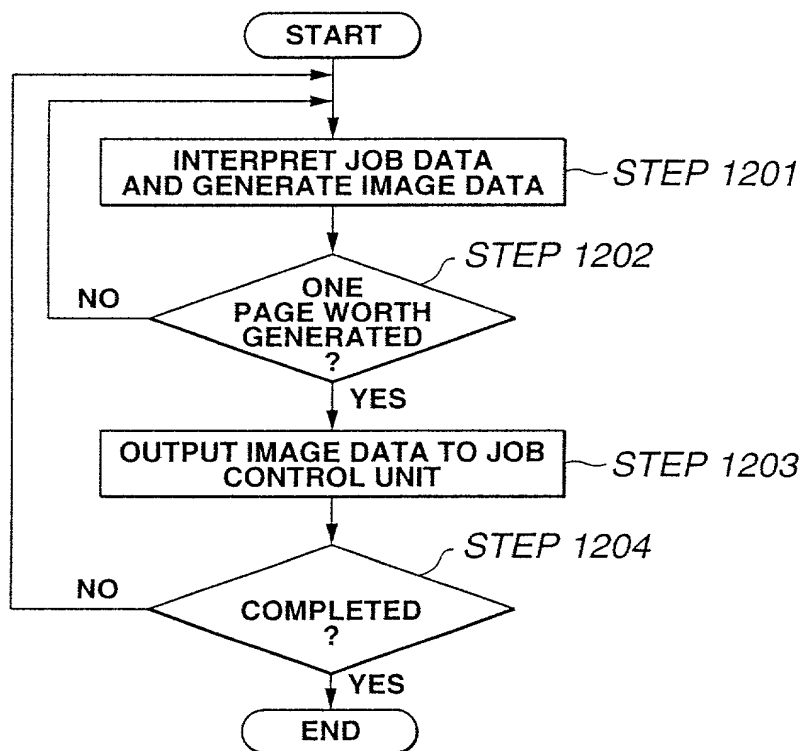 START
INTERPRET JOB DATA
AND GENERATE IMAGE DATA
STEP 1201
STEP 1202
ONE
PAGE WORTH
GENERATED
?
NO
YES
OUTPUT IMAGE DATA TO JOB
CONTROL UNIT
STEP 1203
STEP 1204
COMPLETED
?
NO
YES
END